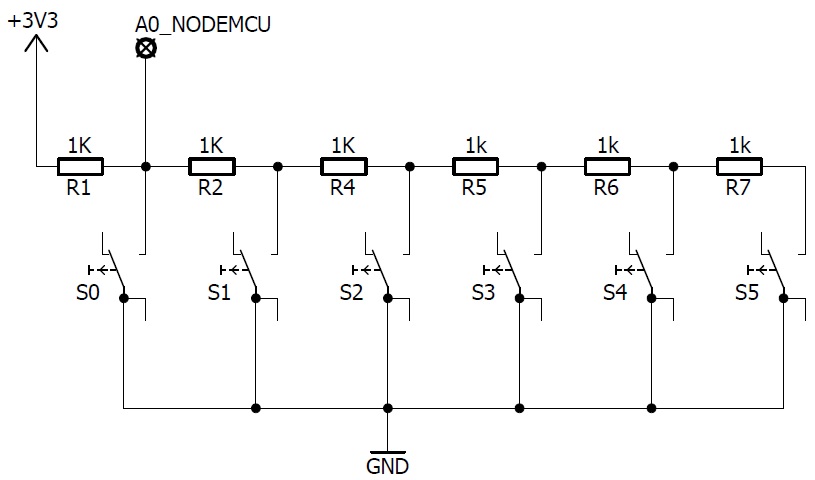 +3V3
A0_NODEMCU
1K 1K 1K 1k 1k 1k
R1 R2 R4 R5 R6 R7
S0 S1 S2 S3 S4 S5
GND